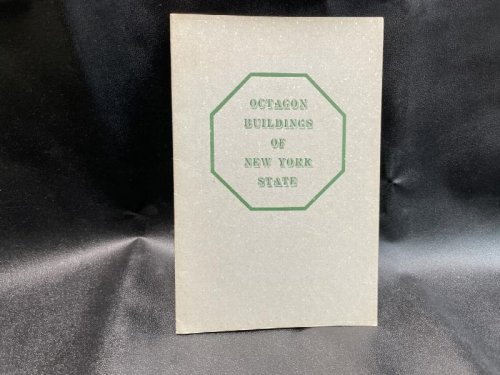 OCTAGON
BUILDINGS
OF
NEW YORK
STATE